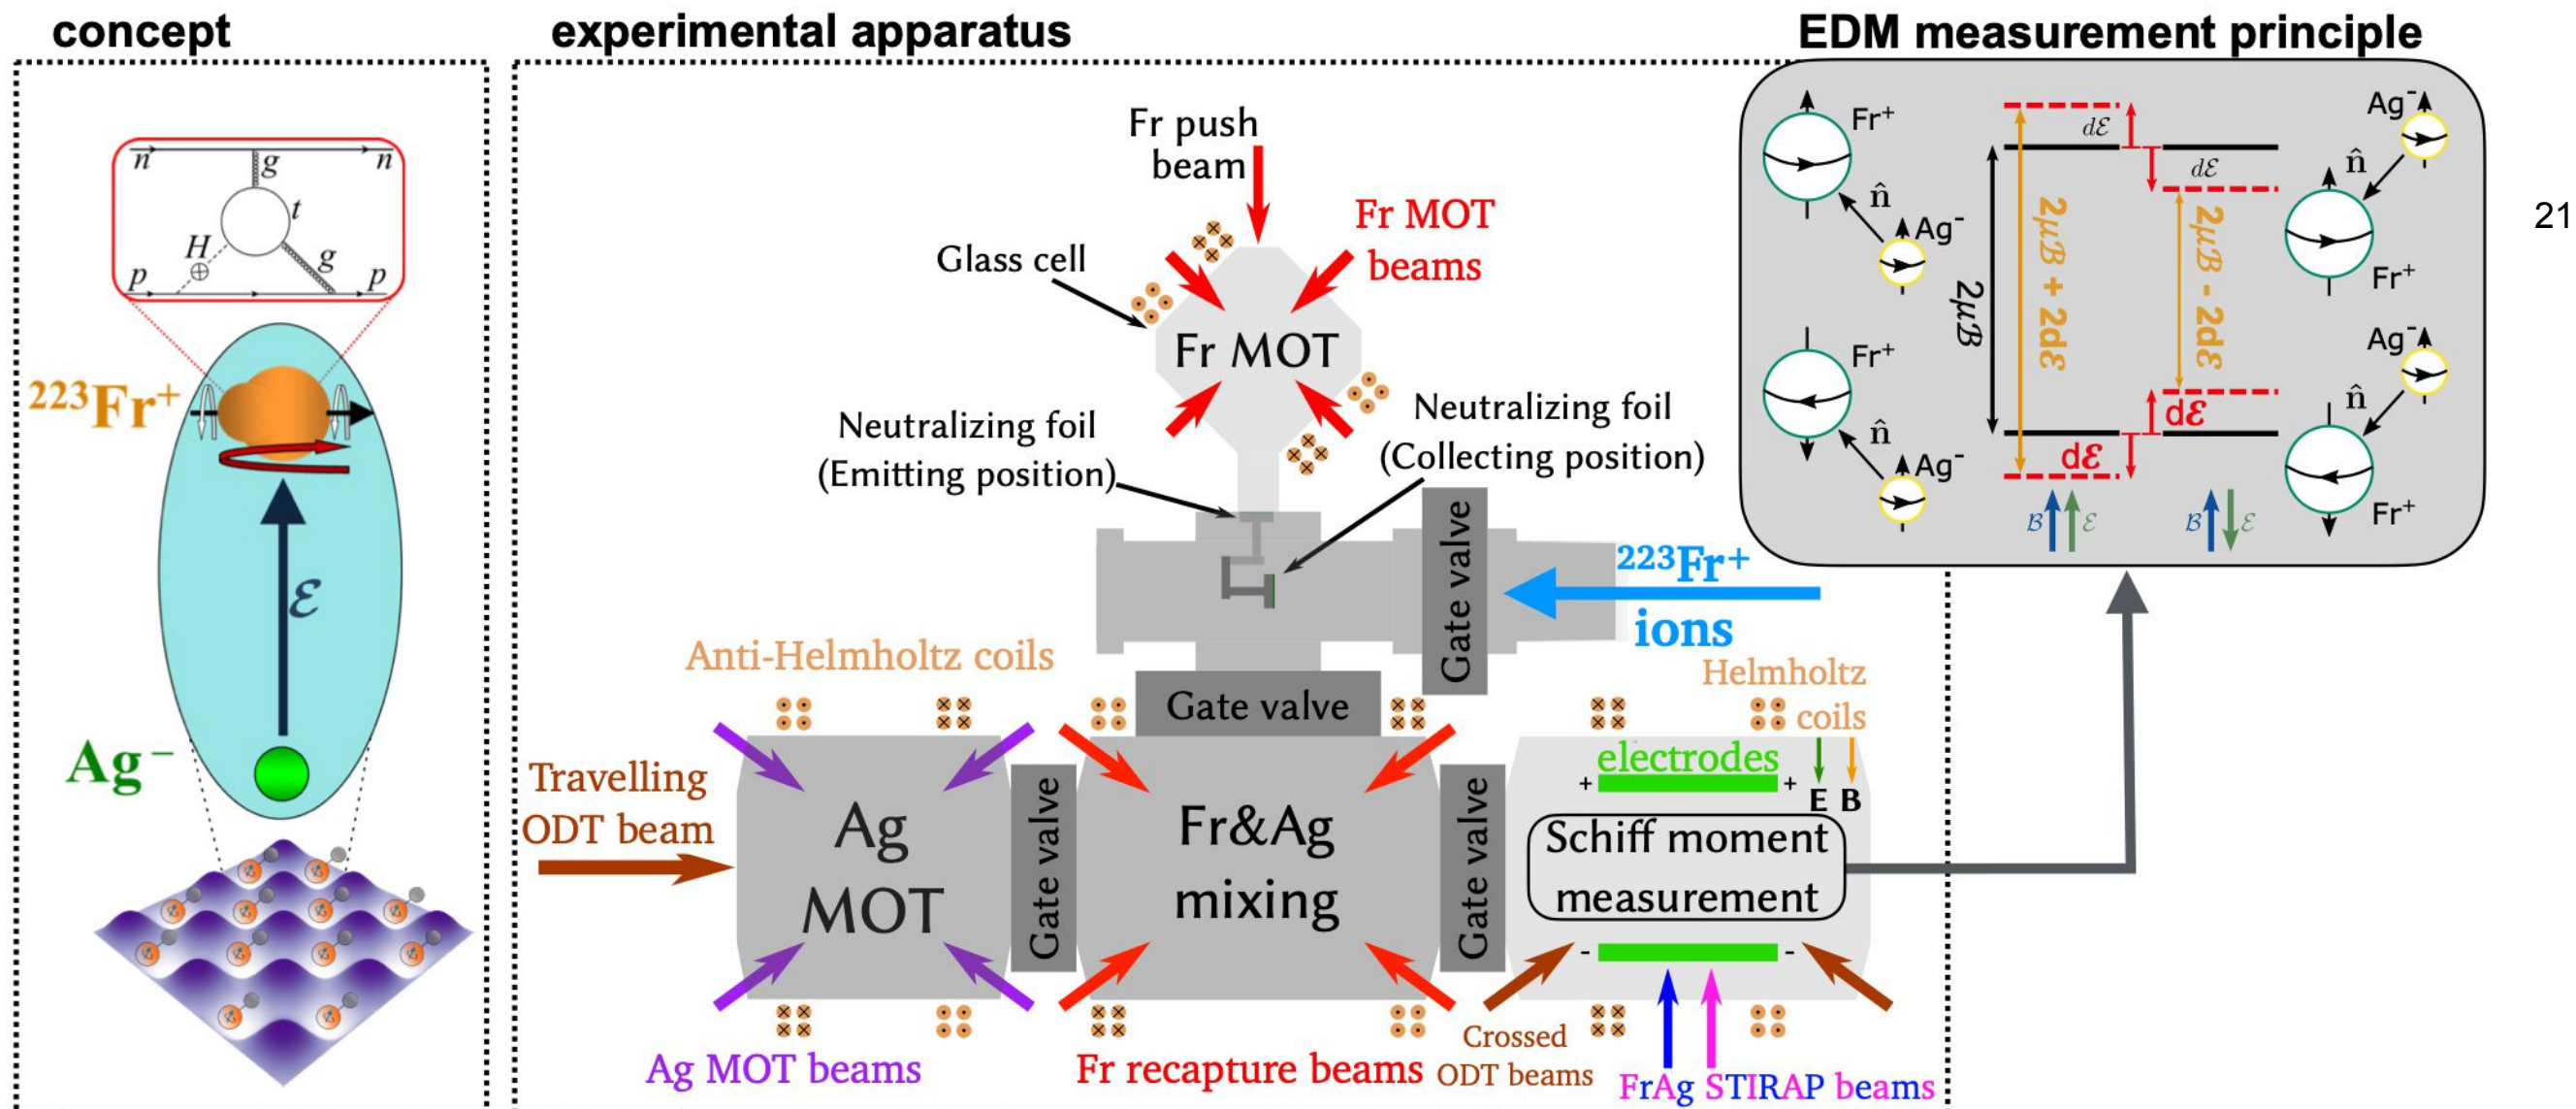 concept
experimental apparatus
EDM measurement principle
21
n
n
g
t
H
g
p
p
²²³Fr⁺
ℰ
Ag⁻
Fr push
beam
Fr MOT
beams
Glass cell
Fr MOT
Neutralizing foil
(Emitting position)
Neutralizing foil
(Collecting position)
Gate valve
²²³Fr⁺
ions
Anti-Helmholtz coils
Gate valve
Helmholtz
coils
Travelling
ODT beam
Ag
MOT
Gate valve
Fr&Ag
mixing
Gate valve
electrodes
+
+
E B
Schiff moment
measurement
-
-
Ag MOT beams
Fr recapture beams
Crossed
ODT beams
FrAg STIRAP beams
Fr⁺
n̂
Ag⁻
Fr⁺
n̂
Ag⁻
2μℬ
2μℬ + 2dℰ
2μℬ - 2dℰ
dℰ
dℰ
dℰ
dℰ
ℬ
ℰ
ℬ
ℰ
Ag⁻
n̂
Fr⁺
Ag⁻
n̂
Fr⁺